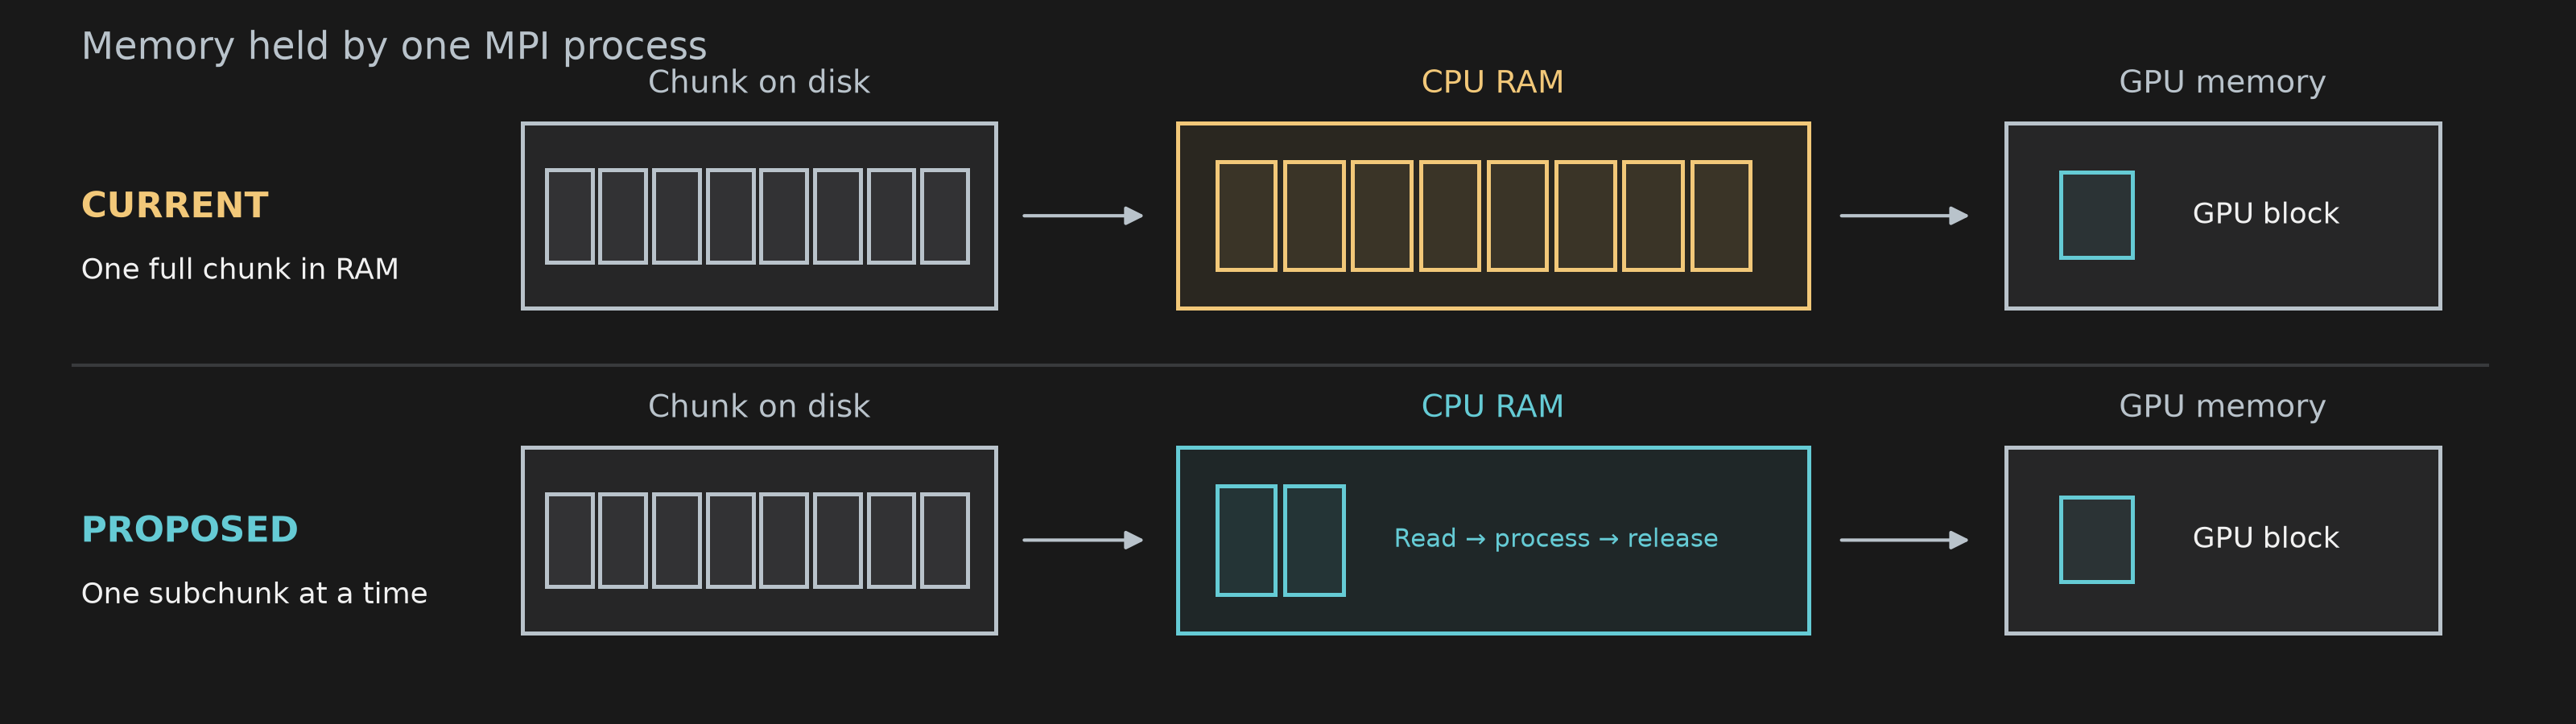 Memory held by one MPI process
Chunk on disk
CPU RAM
GPU memory
CURRENT
One full chunk in RAM
GPU block
Chunk on disk
CPU RAM
GPU memory
PROPOSED
One subchunk at a time
Read → process → release
GPU block